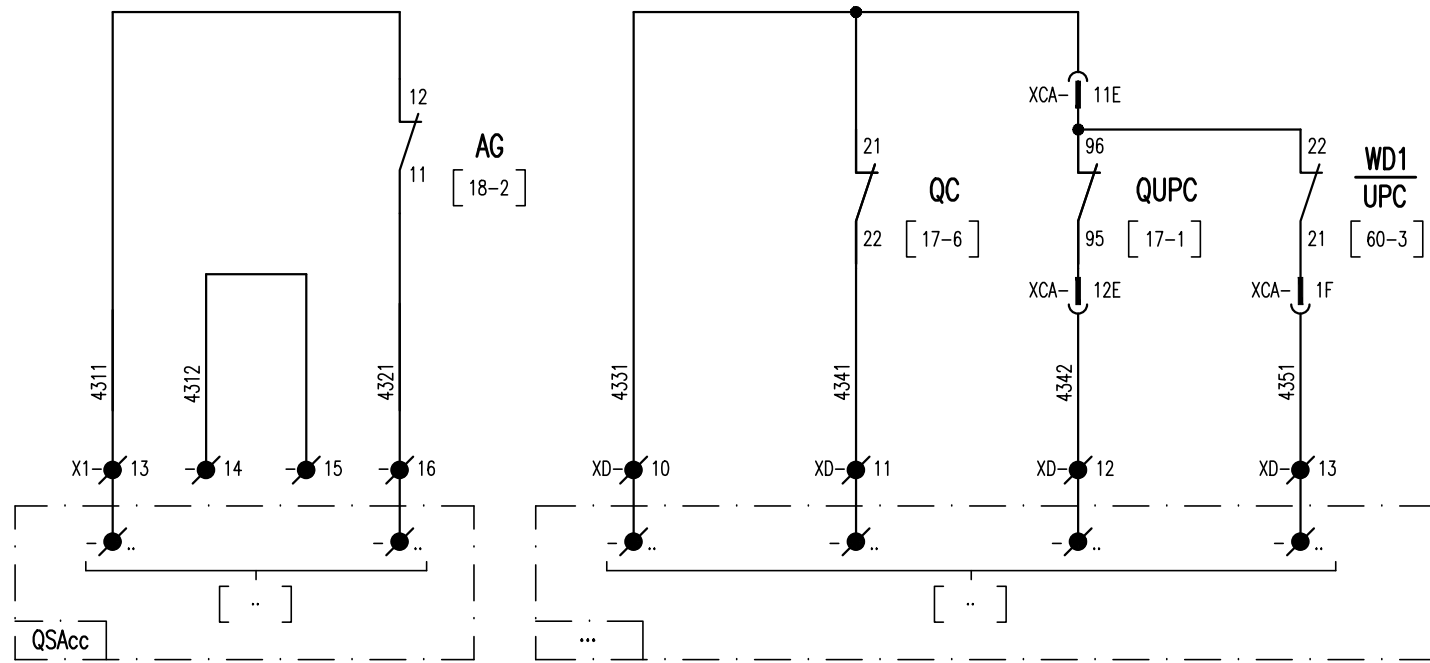 12
11
AG
[18-2]
4311
4312
4321
X1- 13
- 14
- 15
- 16
- ..
- ..
[ .. ]
QSAcc
XCA- 11E
21
22
QC
[17-6]
96
95
QUPC
[17-1]
22
21
WD1
UPC
[60-3]
XCA- 12E
XCA- 1F
4331
4341
4342
4351
XD- 10
XD- 11
XD- 12
XD- 13
- ..
- ..
- ..
- ..
[ .. ]
...